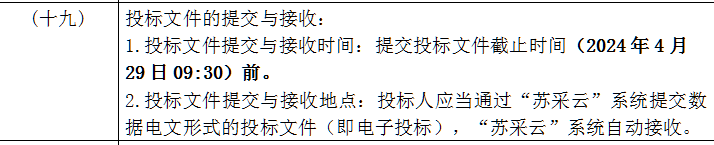 （十九） 投标文件的提交与接收：
1.投标文件提交与接收时间：提交投标文件截止时间（2024 年 4 月
29 日 09:30）前。
2.投标文件提交与接收地点：投标人应当通过“苏采云”系统提交数
据电文形式的投标文件（即电子投标），“苏采云”系统自动接收。